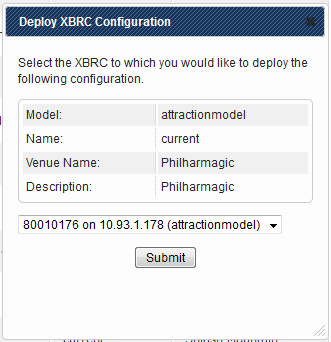 Deploy XBRC Configuration
Select the XBRC to which you would like to deploy the
following configuration.
Model: attractionmodel
Name: current
Venue Name: Philharmagic
Description: Philharmagic
80010176 on 10.93.1.178 (attractionmodel)
Submit